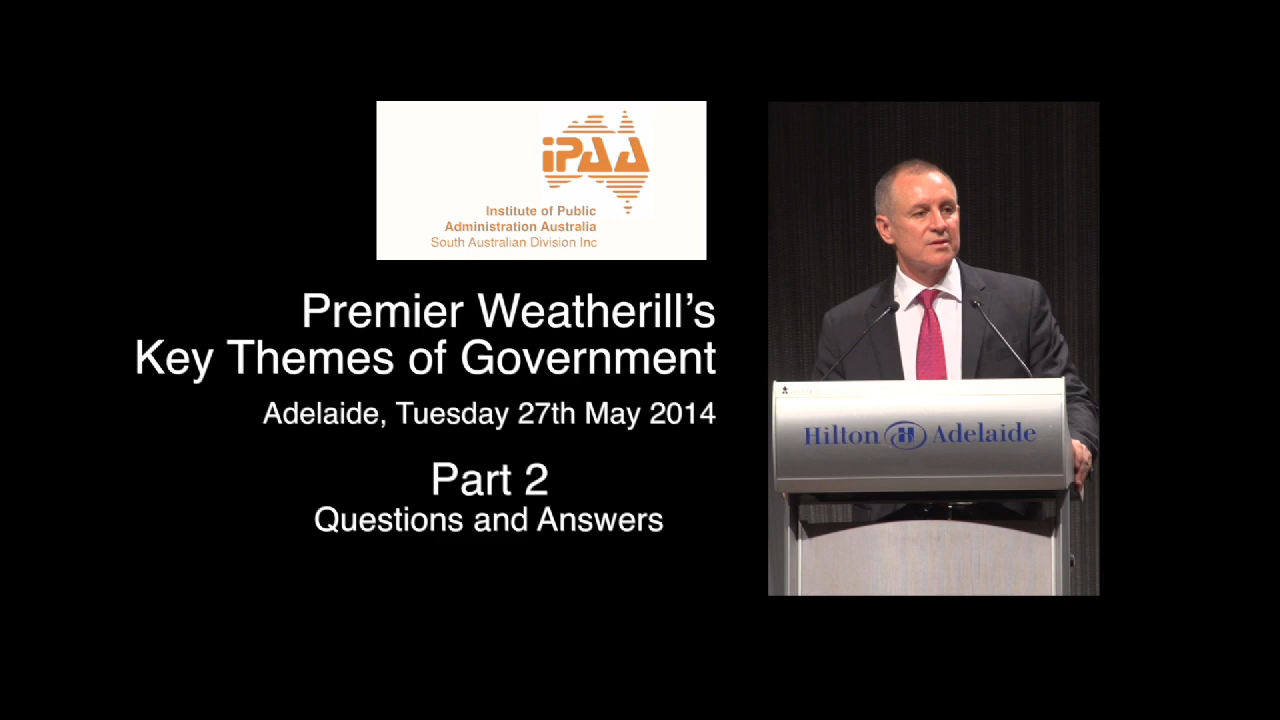 iPAA
Institute of Public
Administration Australia
South Australian Division Inc
Premier Weatherill's
Key Themes of Government
Adelaide, Tuesday 27th May 2014
Part 2
Questions and Answers
Hilton Adelaide